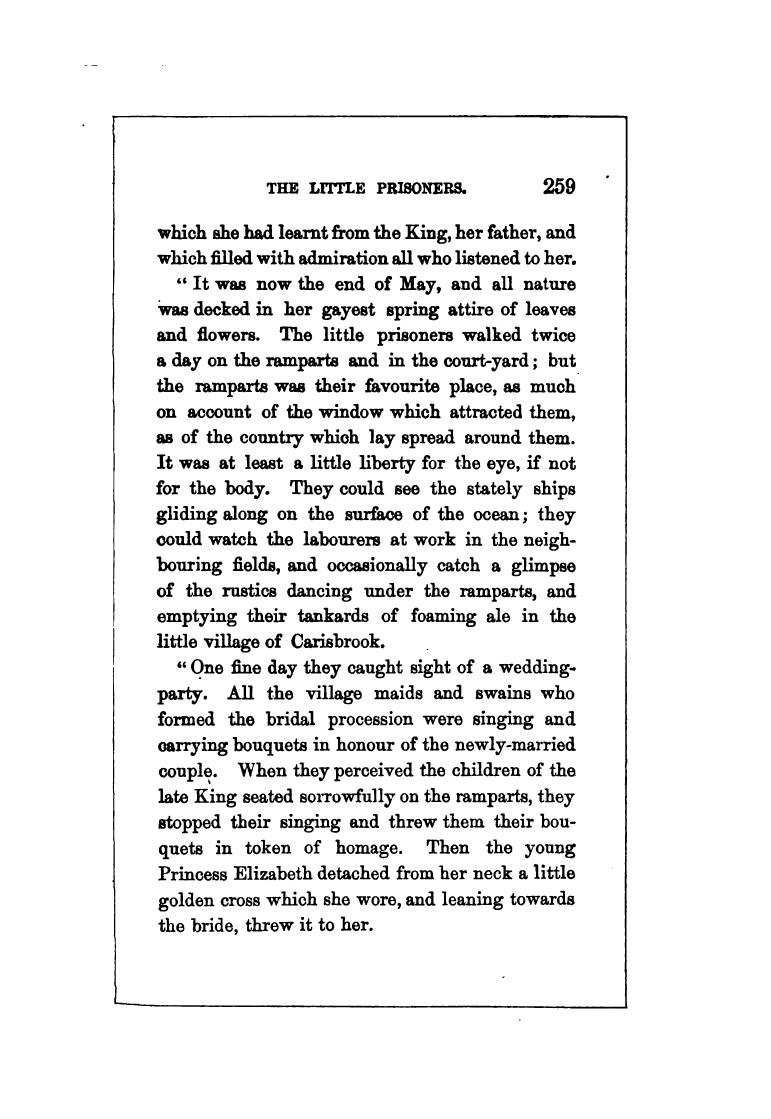 THE LITTLE PRISONERS. 259
which she had learnt from the King, her father, and
which filled with admiration all who listened to her.
“ It was now the end of May, and all nature
was decked in her gayest spring attire of leaves
and flowers. The little prisoners walked twice
a day on the ramparts and in the court-yard ; but
the ramparts was their favourite place, as much
on account of the window which attracted them,
as of the country which lay spread around them.
It was at least a little liberty for the eye, if not
for the body. They could see the stately ships
gliding along on the surface of the ocean ; they
could watch the labourers at work in the neigh-
bouring fields, and occasionally catch a glimpse
of the rustics dancing under the ramparts, and
emptying their tankards of foaming ale in the
little village of Carisbrook.
“ One fine day they caught sight of a wedding-
party. All the village maids and swains who
formed the bridal procession were singing and
carrying bouquets in honour of the newly-married
couple. When they perceived the children of the
late King seated sorrowfully on the ramparts, they
stopped their singing and threw them their bou-
quets in token of homage. Then the young
Princess Elizabeth detached from her neck a little
golden cross which she wore, and leaning towards
the bride, threw it to her.